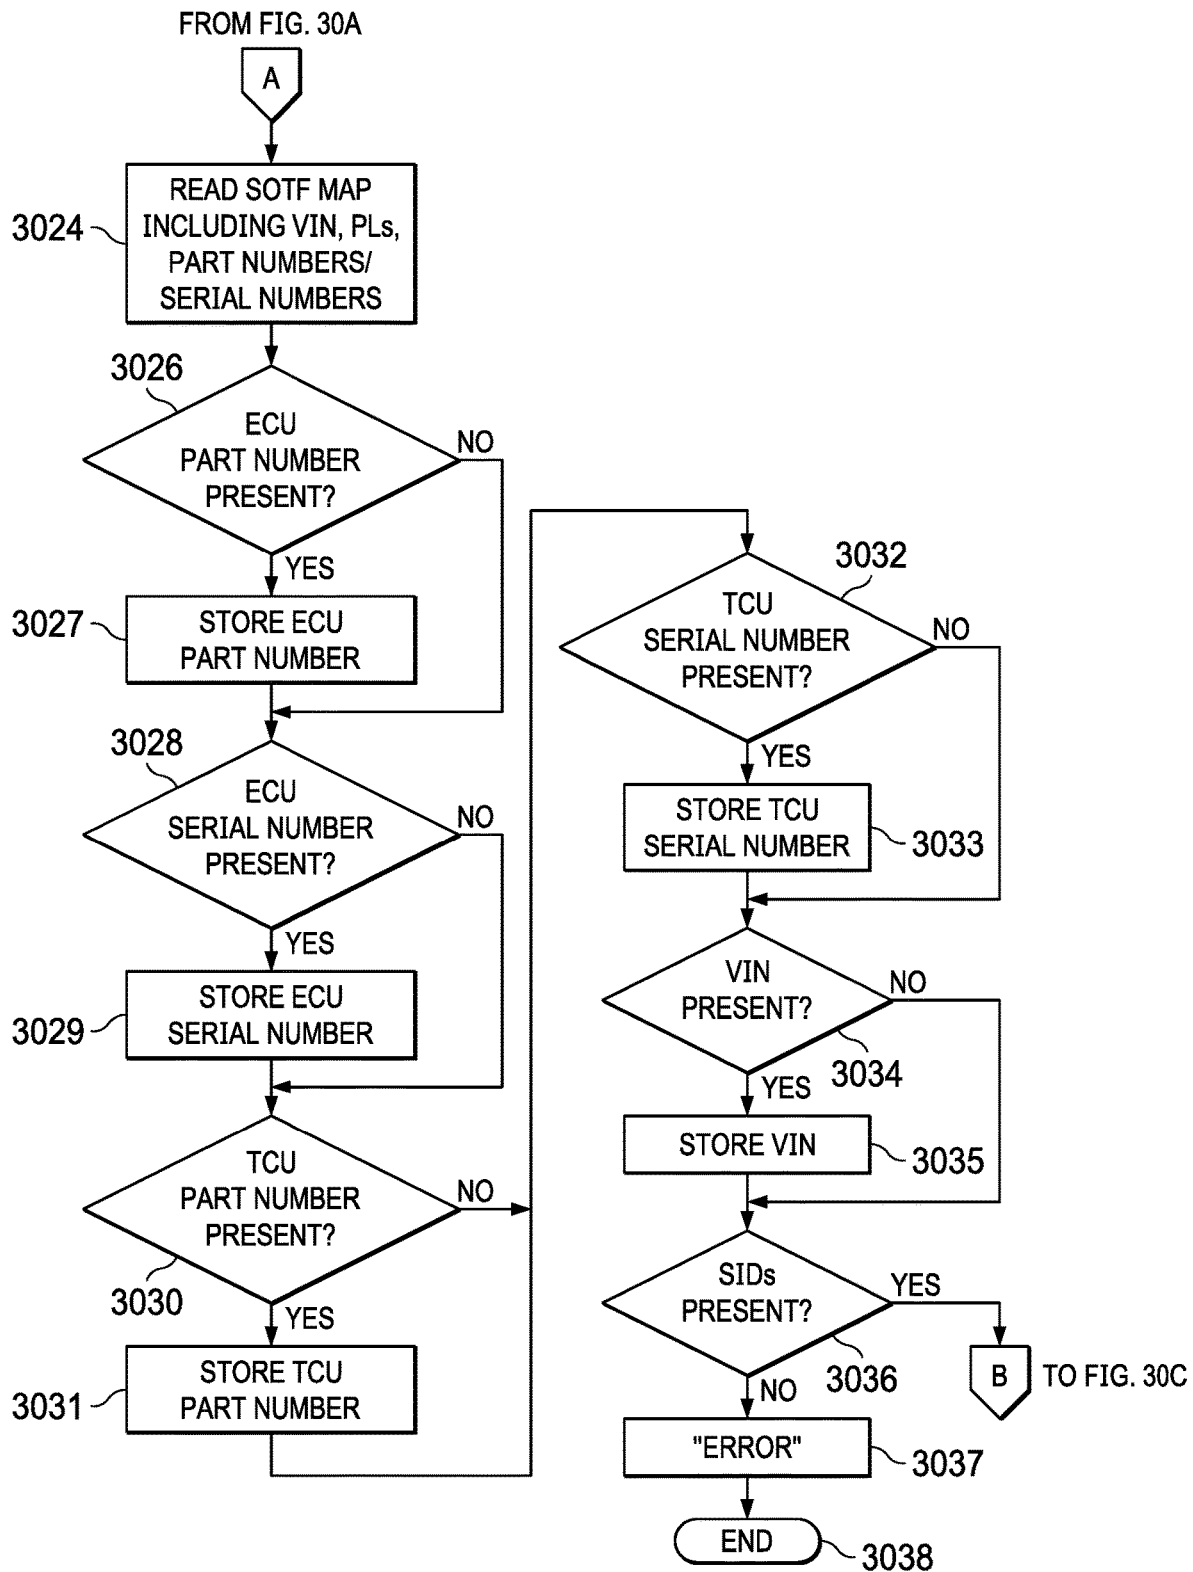 FROM FIG. 30A
A
READ SOTF MAP
INCLUDING VIN, PLs,
PART NUMBERS/
SERIAL NUMBERS
3024
3026
ECU
PART NUMBER
PRESENT?
NO
YES
3027
STORE ECU
PART NUMBER
3028
ECU
SERIAL NUMBER
PRESENT?
NO
YES
3029
STORE ECU
SERIAL NUMBER
TCU
PART NUMBER
PRESENT?
NO
3030
YES
3031
STORE TCU
PART NUMBER
3032
TCU
SERIAL NUMBER
PRESENT?
NO
YES
STORE TCU
SERIAL NUMBER
3033
VIN
PRESENT?
NO
3034
YES
STORE VIN
3035
SIDs
PRESENT?
YES
3036
B
TO FIG. 30C
NO
"ERROR"
3037
END
3038